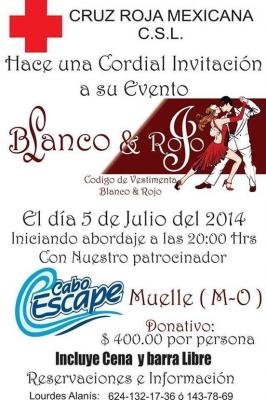 CRUZ ROJA MEXICANA
C.S.L.
Hace una Cordial Invitación
a su Evento
Blanco & Rojo
Codigo de Vestimenta
Blanco & Rojo
El día 5 de Julio del 2014
Iniciando abordaje a las 20:00 Hrs
Con Nuestro patrocinador
Cabo Escape
Muelle ( M-O )
Donativo:
$ 400.00 por persona
Incluye Cena y barra Libre
Reservaciones e Información
Lourdes Alanís: 624-132-17-36 ó 143-78-69